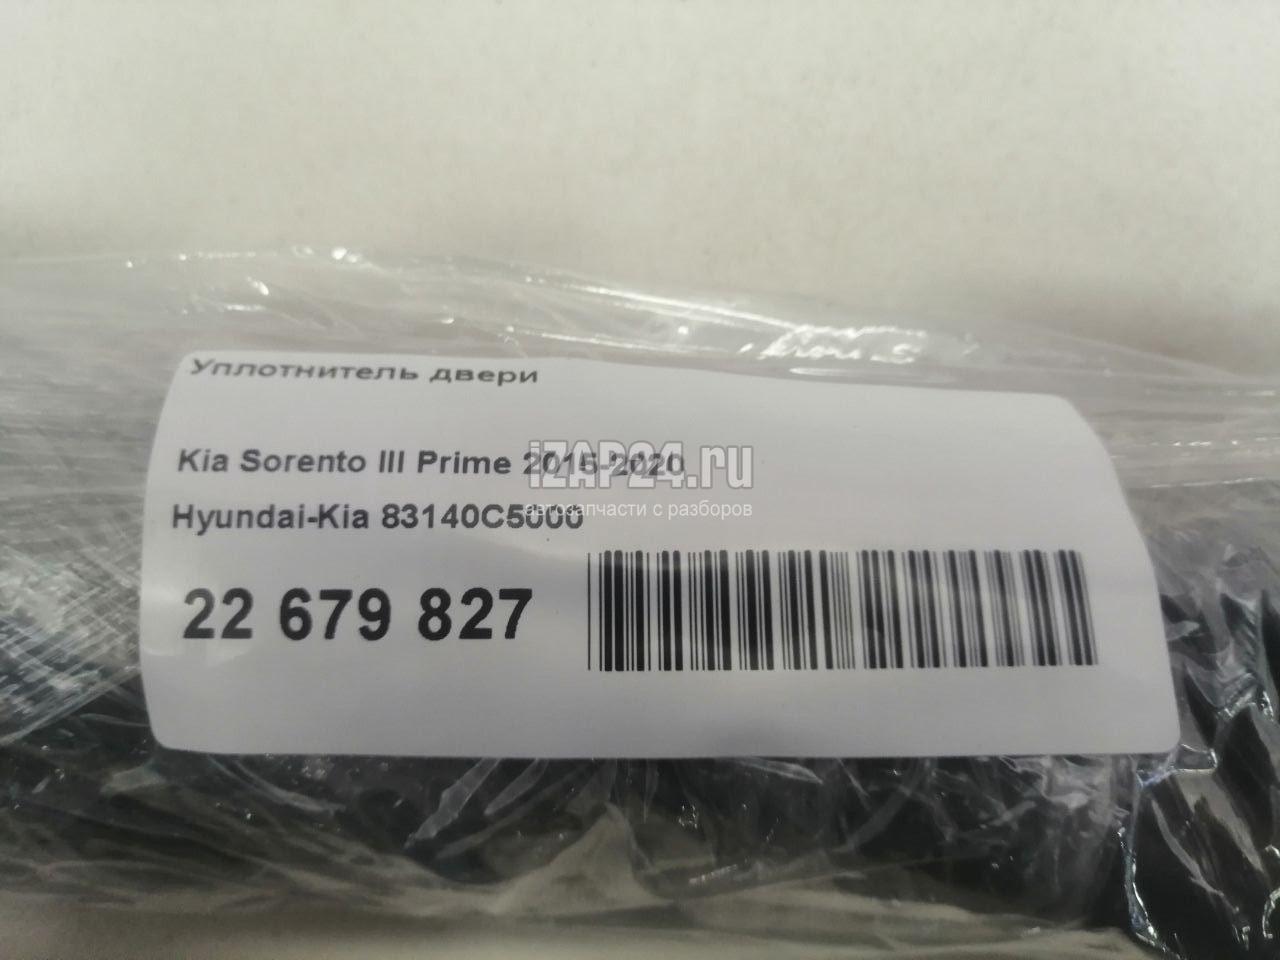 Уплотнитель двери
Kia Sorento III Prime 2015-2020
iZAP24.ru
Hyundai-Kia 83140C5000
автозапчасти с разборов
22 679 827